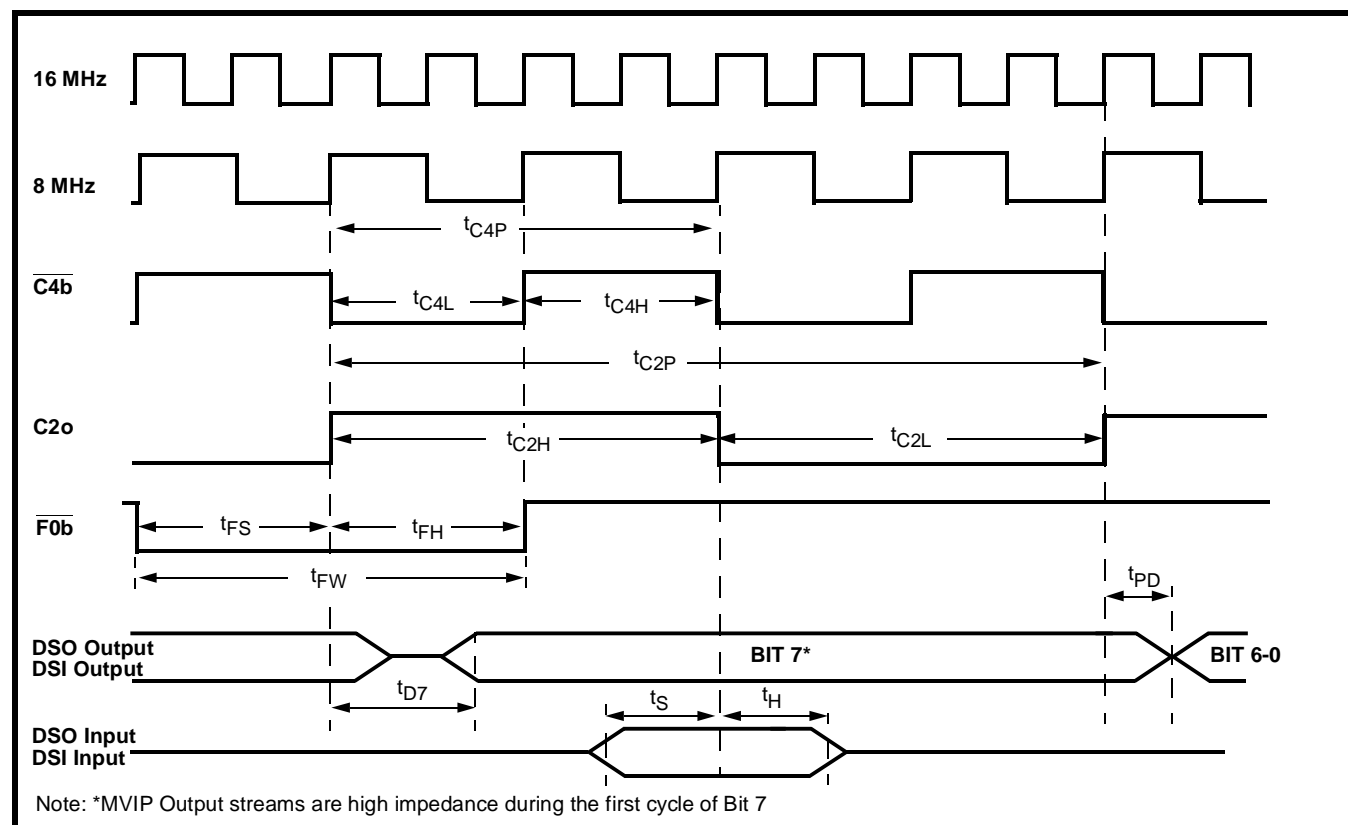 16 MHz
8 MHz
tC4P
C4b
tC4L
tC4H
tC2P
C2o
tC2H
tC2L
F0b
tFS
tFH
tFW
tPD
DSO Output
DSI Output
BIT 7*
BIT 6-0
tD7
tS
tH
DSO Input
DSI Input
Note: *MVIP Output streams are high impedance during the first cycle of Bit 7